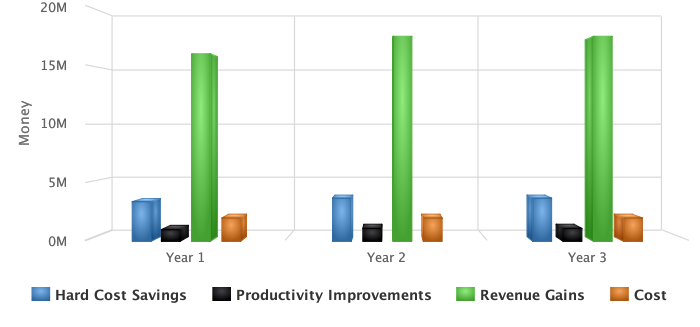 20M
15M
10M
5M
0M
Money
Year 1
Year 2
Year 3
Hard Cost Savings
Productivity Improvements
Revenue Gains
Cost